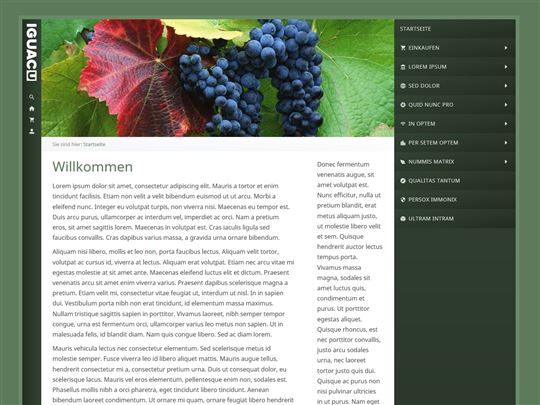 IGUACU
Sie sind hier: Startseite
Willkommen
Lorem ipsum dolor sit amet, consectetur adipiscing elit. Mauris a tortor et enim
tincidunt facilisis. Etiam non velit a velit bibendum euismod ut ut arcu. Morbi a
eleifend nunc. Integer eu volutpat turpis, non viverra nisi. Maecenas eu tempor est.
Duis arcu purus, ullamcorper ac interdum vel, imperdiet ac orci. Nam a pretium
eros, sit amet sagittis lorem. Maecenas in volutpat est. Cras iaculis ligula sed
faucibus convallis. Cras dapibus varius massa, a gravida urna ornare bibendum.
Aliquam nisi libero, mollis et leo non, porta faucibus lectus. Aliquam velit tortor,
volutpat ac cursus id, viverra at lectus. Aliquam erat volutpat. Etiam nec arcu vitae mi
egestas molestie at sit amet ante. Maecenas eleifend luctus elit et dictum. Praesent
venenatis arcu sit amet enim viverra varius. Praesent dapibus scelerisque magna a
pretium. Etiam velit mi, consectetur vitae feugiat ut, interdum ut nisl. In in sapien
dui. Vestibulum porta nibh non erat tincidunt, id elementum massa maximus.
Nullam tristique sagittis sapien in porttitor. Vivamus laoreet, nibh semper tempor
congue, urna est fermentum orci, ullamcorper varius leo metus non sapien. Ut in
malesuada felis, id blandit diam. Nam quis congue libero. Sed ac diam lorem.
Mauris vehicula lectus nec consectetur elementum. Sed scelerisque metus id
molestie semper. Fusce viverra leo id libero aliquet mattis. Mauris augue tellus,
hendrerit consectetur mi a, consectetur pretium urna. Duis ut consequat dolor, eu
scelerisque lacus. Mauris vel eros elementum, pellentesque enim non, sodales est.
Phasellus mollis nibh a orci pharetra, eget tincidunt libero tincidunt. Aenean
bibendum laoreet condimentum. Ut ornare mi quam, ornare feugiat libero hendrerit
Donec fermentum
venenatis augue, sit
amet volutpat est.
Nunc efficitur, nulla ut
pretium blandit, erat
metus aliquam justo,
ut molestie libero velit
et sem. Quisque
hendrerit auctor lectus
tempus porta.
Vivamus massa
magna, sodales sit
amet luctus quis,
condimentum et
purus. Ut porttitor
egestas aliquet.
Quisque rhoncus, est
nec porttitor convallis,
justo arcu sodales
urna, nec laoreet
tortor justo quis dui.
Quisque ac purus non
nisi pulvinar ultricies
in ut purus. Nam eget
STARTSEITE
EINKAUFEN
LOREM IPSUM
SED DOLOR
QUID NUNC PRO
IN OPTEM
PER SETEM OPTEM
NUMMIS MATRIX
QUALITAS TANTUM
PERSOX IMMONIX
ULTRAM INTRAM